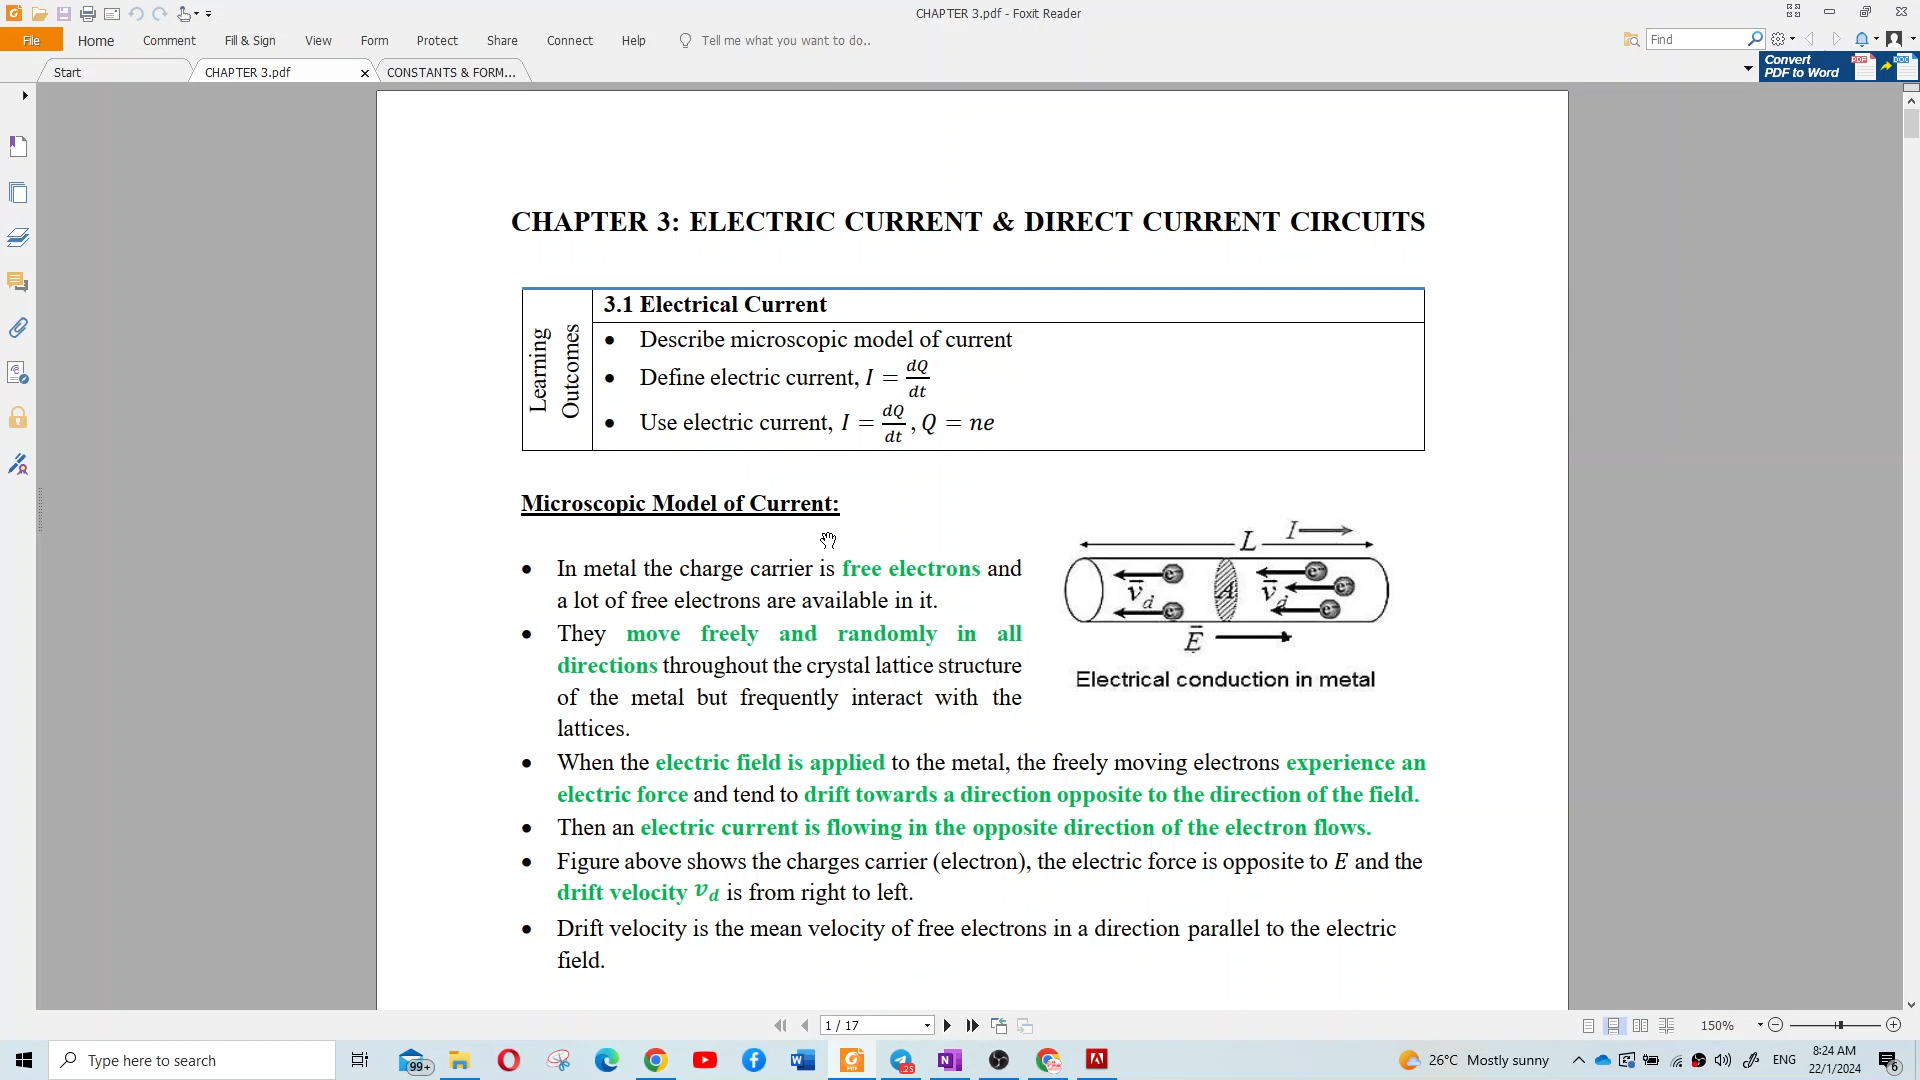 CHAPTER 3.pdf - Foxit Reader
File Home Comment Fill & Sign View Form Protect Share Connect Help Tell me what you want to do.. Find
Start CHAPTER 3.pdf CONSTANTS & FORM... Convert
PDF to Word
CHAPTER 3: ELECTRIC CURRENT & DIRECT CURRENT CIRCUITS
Learning
Outcomes
3.1 Electrical Current
• Describe microscopic model of current
• Define electric current, I = dQ/dt
• Use electric current, I = dQ/dt, Q = ne
Microscopic Model of Current:
• In metal the charge carrier is free electrons and
a lot of free electrons are available in it.
• They move freely and randomly in all
directions throughout the crystal lattice structure
of the metal but frequently interact with the
lattices.
L I
e⁻ e⁻ e⁻
v̄d A v̄d
e⁻ e⁻
Ē
Electrical conduction in metal
• When the electric field is applied to the metal, the freely moving electrons experience an
electric force and tend to drift towards a direction opposite to the direction of the field.
• Then an electric current is flowing in the opposite direction of the electron flows.
• Figure above shows the charges carrier (electron), the electric force is opposite to E and the
drift velocity vd is from right to left.
• Drift velocity is the mean velocity of free electrons in a direction parallel to the electric
field.
1 / 17 150%
Type here to search 99+ .25 26°C Mostly sunny ENG 8:24 AM
22/1/2024 6